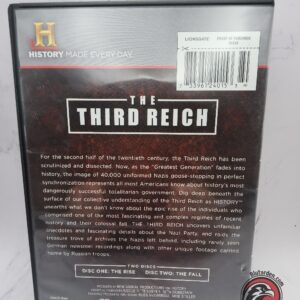 LIONSGATE
H
HISTORY MADE EVERY DAY.
THE
THIRD REICH
For the second half of the twentieth century, the Third Reich has been
scrutinized and dissected. Now, as the "Greatest Generation" fades into
history, the image of 40,000 uniformed Nazis goose-stepping in perfect
synchronization represents all most Americans know about history's most
dangerously successful totalitarian government. Dig deep beneath the
surface of our collective understanding of the Third Reich as HISTORY™
unearths what we don't know about the epic rise of the individuals who
comprised one of the most fascinating and complex regimes of recent
history and their colossal fall. THE THIRD REICH uncovers unfamiliar
anecdotes and fascinating details about the Nazi Party, and mines the
treasure trove of archives the Nazis left behind, including rarely seen
German newsreel recordings along with other unique footage carried
home by Russian troops.
TWO DISCS
DISC ONE: THE RISE DISC TWO: THE FALL